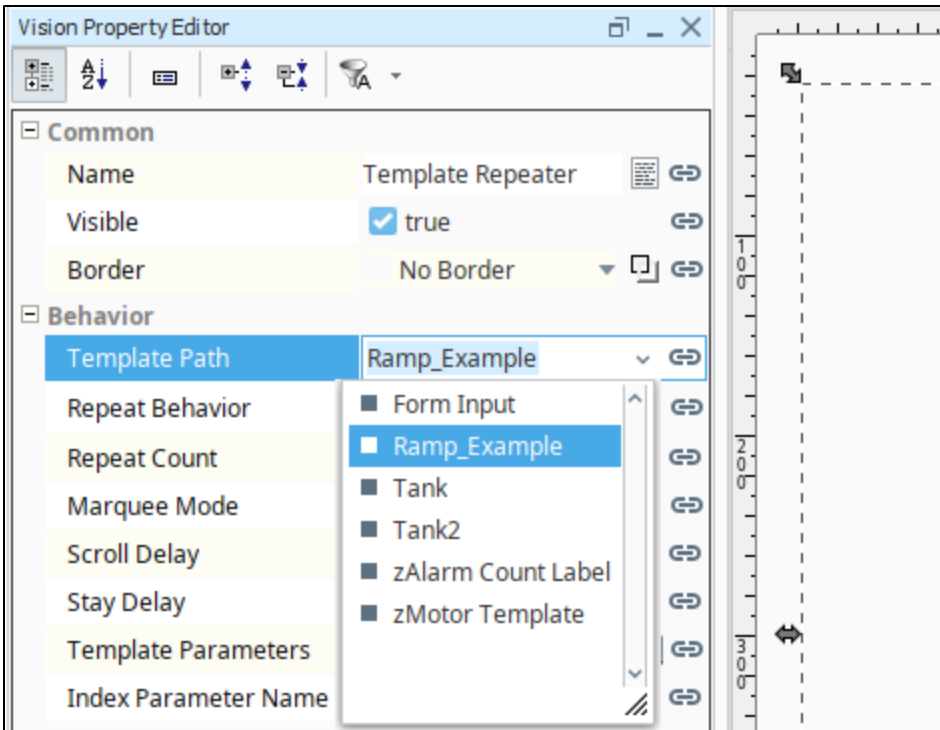 Vision Property Editor
A
Z
A
Common
Name Template Repeater
Visible true
Border No Border
Behavior
Template Path Ramp_Example
Repeat Behavior
Repeat Count
Marquee Mode
Scroll Delay
Stay Delay
Template Parameters
Index Parameter Name
Form Input
Ramp_Example
Tank
Tank2
zAlarm Count Label
zMotor Template
100
200
300